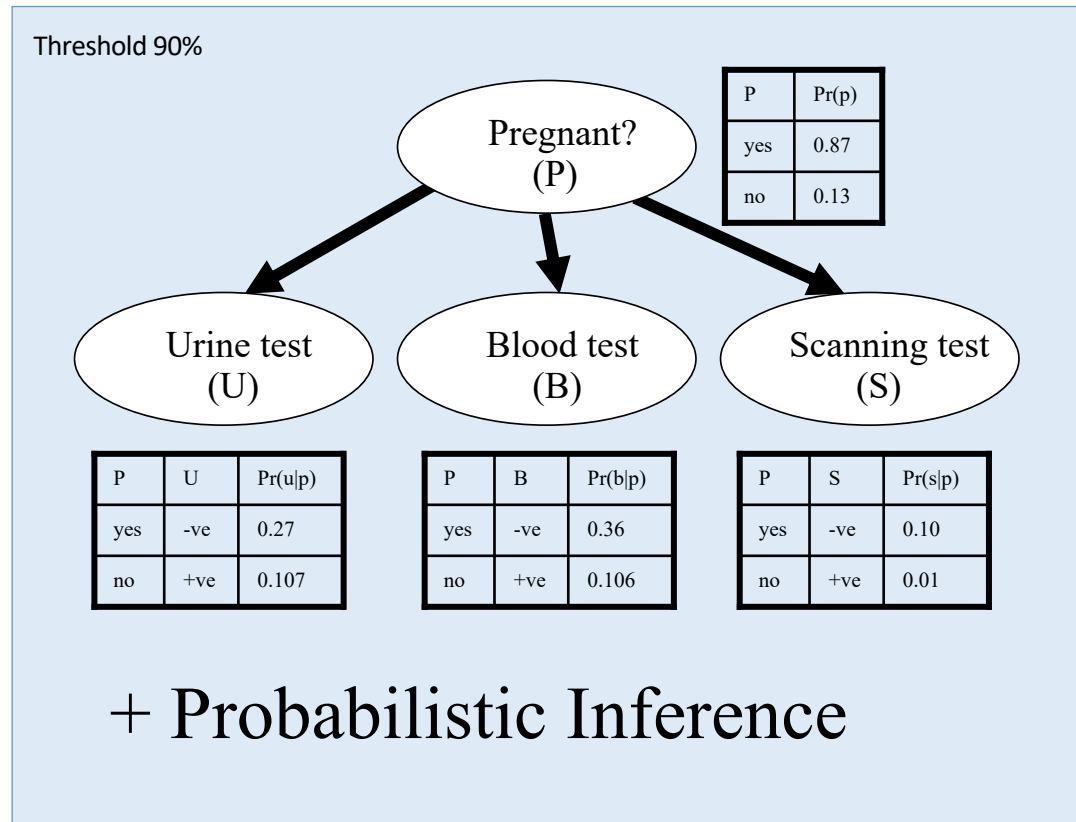 Threshold 90%
Pregnant?
(P)
P Pr(p)
yes 0.87
no 0.13
Urine test
(U)
Blood test
(B)
Scanning test
(S)
P U Pr(u|p)
yes -ve 0.27
no +ve 0.107
P B Pr(b|p)
yes -ve 0.36
no +ve 0.106
P S Pr(s|p)
yes -ve 0.10
no +ve 0.01
+ Probabilistic Inference